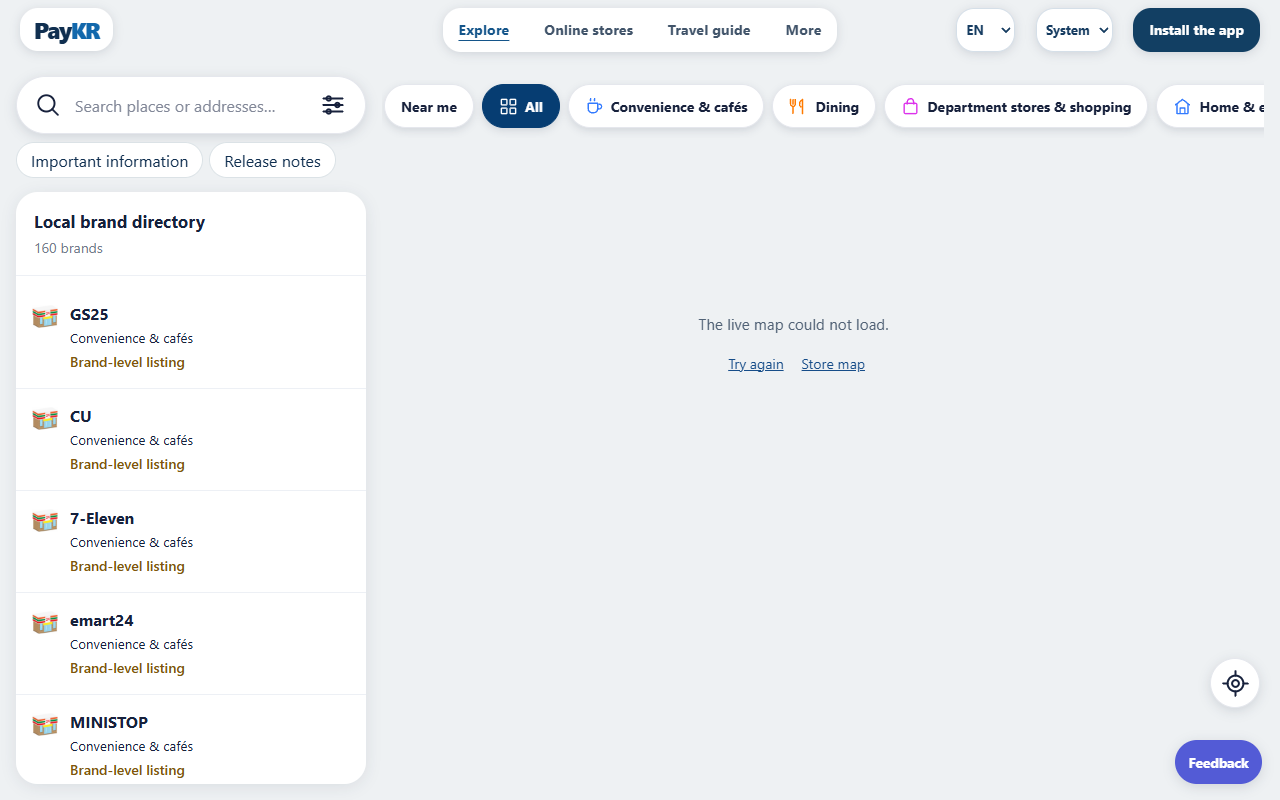 PayKR
Explore
Online stores
Travel guide
More
EN
System
Install the app
Search places or addresses...
Near me
All
Convenience & cafés
Dining
Department stores & shopping
Home & e
Important information
Release notes
Local brand directory
160 brands
GS25
Convenience & cafés
Brand-level listing
CU
Convenience & cafés
Brand-level listing
7-Eleven
Convenience & cafés
Brand-level listing
emart24
Convenience & cafés
Brand-level listing
MINISTOP
Convenience & cafés
Brand-level listing
The live map could not load.
Try again
Store map
Feedback